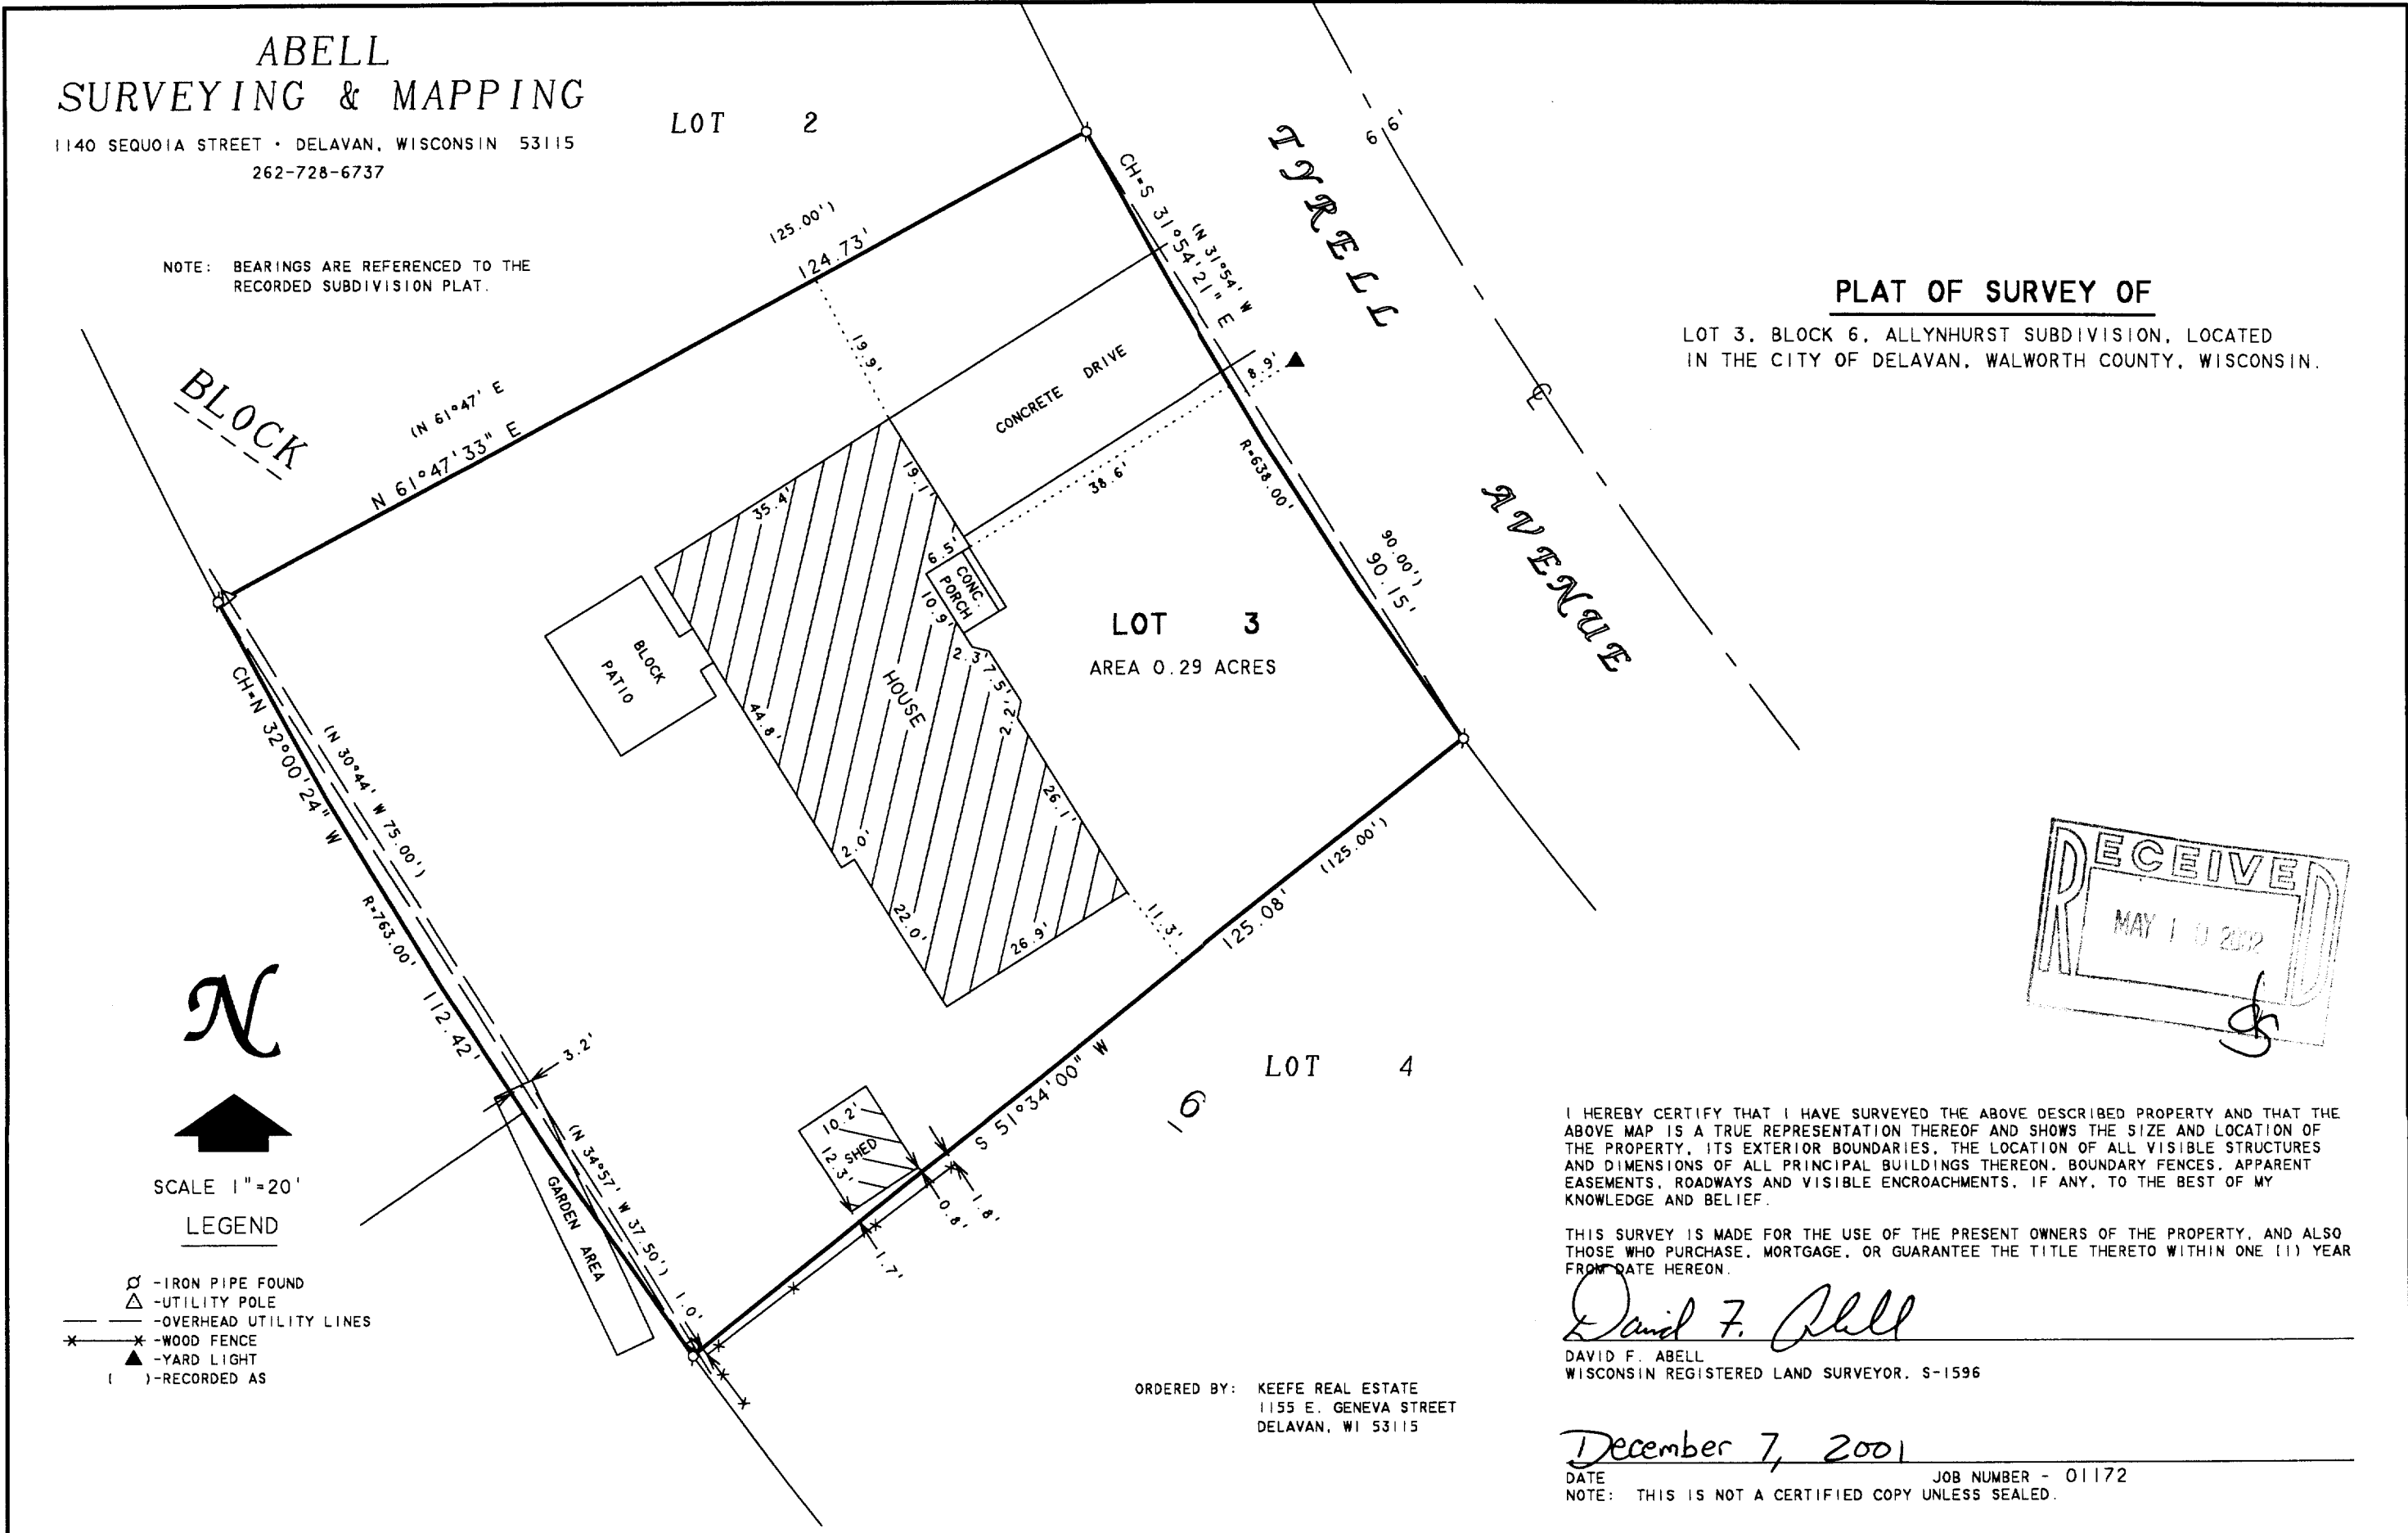 ABELL
SURVEYING & MAPPING
1140 SEQUOIA STREET • DELAVAN, WISCONSIN 53115
262-728-6737
NOTE: BEARINGS ARE REFERENCED TO THE
RECORDED SUBDIVISION PLAT.
LOT 2
BLOCK
(N 61°47' E
125.00')
N 61°47'33" E
124.73'
19.9'
CH=S 31°54'21" E
(N 31°54' W
90.00')
R=638.00'
90.15'
TYRELL
AVENUE
66'
℄
CONCRETE DRIVE
8.9'
38.6'
35.4'
19.1'
6.5'
CONC.
PORCH
10.9'
2.3'
7.5'
2.2'
HOUSE
BLOCK
PATIO
44.8'
26.1'
2.0'
22.0'
26.9'
11.3'
LOT 3
AREA 0.29 ACRES
CH=N 32°00'24" W
(N 30°44' W 75.00')
R=763.00'
112.42'
3.2'
(N 34°57' W 37.50')
GARDEN AREA
1.0'
10.2'
SHED
12.3'
0.8'
1.8'
1.7'
S 51°34'00" W
125.08'
(125.00')
LOT 4
6
N
SCALE 1"=20'
LEGEND
-IRON PIPE FOUND
-UTILITY POLE
-OVERHEAD UTILITY LINES
-WOOD FENCE
-YARD LIGHT
( )-RECORDED AS
PLAT OF SURVEY OF
LOT 3, BLOCK 6, ALLYNHURST SUBDIVISION, LOCATED
IN THE CITY OF DELAVAN, WALWORTH COUNTY, WISCONSIN.
RECEIVED
MAY 10 2002
I HEREBY CERTIFY THAT I HAVE SURVEYED THE ABOVE DESCRIBED PROPERTY AND THAT THE
ABOVE MAP IS A TRUE REPRESENTATION THEREOF AND SHOWS THE SIZE AND LOCATION OF
THE PROPERTY, ITS EXTERIOR BOUNDARIES, THE LOCATION OF ALL VISIBLE STRUCTURES
AND DIMENSIONS OF ALL PRINCIPAL BUILDINGS THEREON, BOUNDARY FENCES, APPARENT
EASEMENTS, ROADWAYS AND VISIBLE ENCROACHMENTS, IF ANY, TO THE BEST OF MY
KNOWLEDGE AND BELIEF.
THIS SURVEY IS MADE FOR THE USE OF THE PRESENT OWNERS OF THE PROPERTY, AND ALSO
THOSE WHO PURCHASE, MORTGAGE, OR GUARANTEE THE TITLE THERETO WITHIN ONE (1) YEAR
FROM DATE HEREON.
David F. Abell
DAVID F. ABELL
WISCONSIN REGISTERED LAND SURVEYOR, S-1596
December 7, 2001
DATE JOB NUMBER - 01172
NOTE: THIS IS NOT A CERTIFIED COPY UNLESS SEALED.
ORDERED BY: KEEFE REAL ESTATE
1155 E. GENEVA STREET
DELAVAN, WI 53115